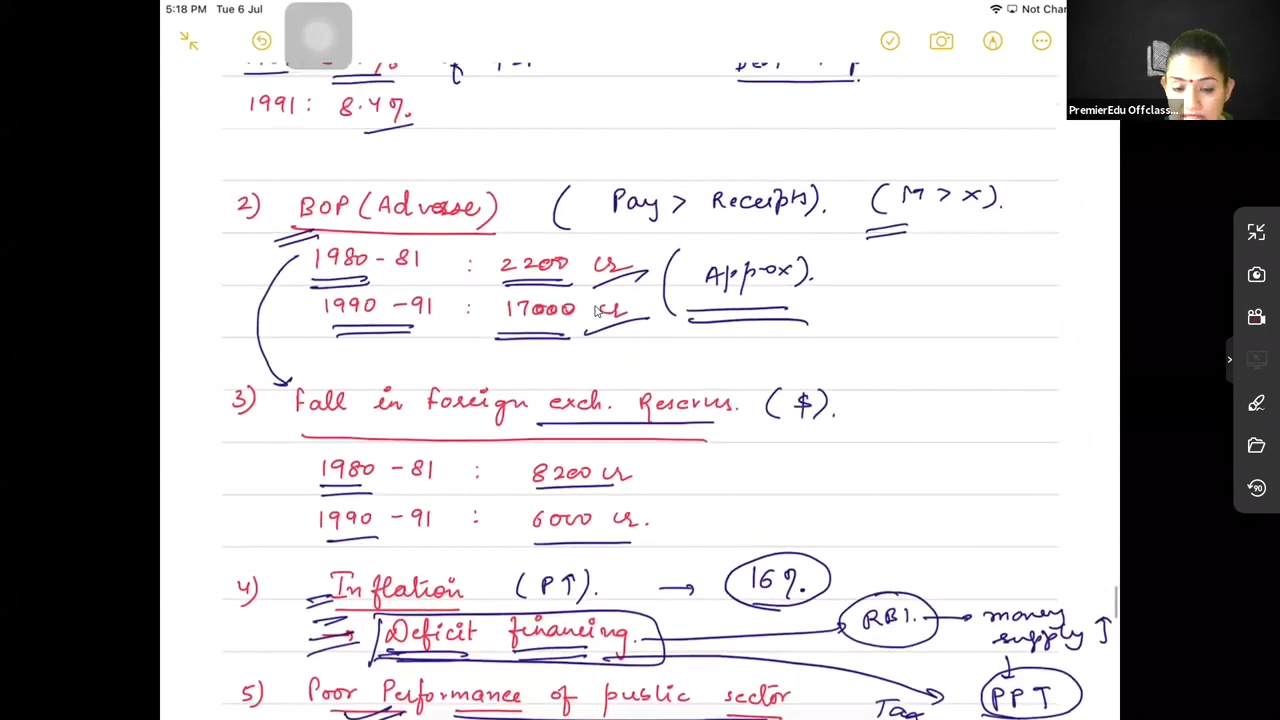 5:18 PM Tue 6 Jul
Not Char
1991 : 8.4%.
PremierEdu Offclass...
2) BOP (Adverse) ( Pay > Receipts). ( M > X).
1980 - 81 : 2200 cr
(Approx).
1990 - 91 : 17000 cr
3) Fall in foreign exch. Reserves. ( $ ).
1980 - 81 : 8200 cr
1990 - 91 : 6000 cr.
4) Inflation (P↑). → 16%.
→ Deficit financing. RBI. → money supply ↑
5) Poor Performance of public sector
Tax
PPT
90